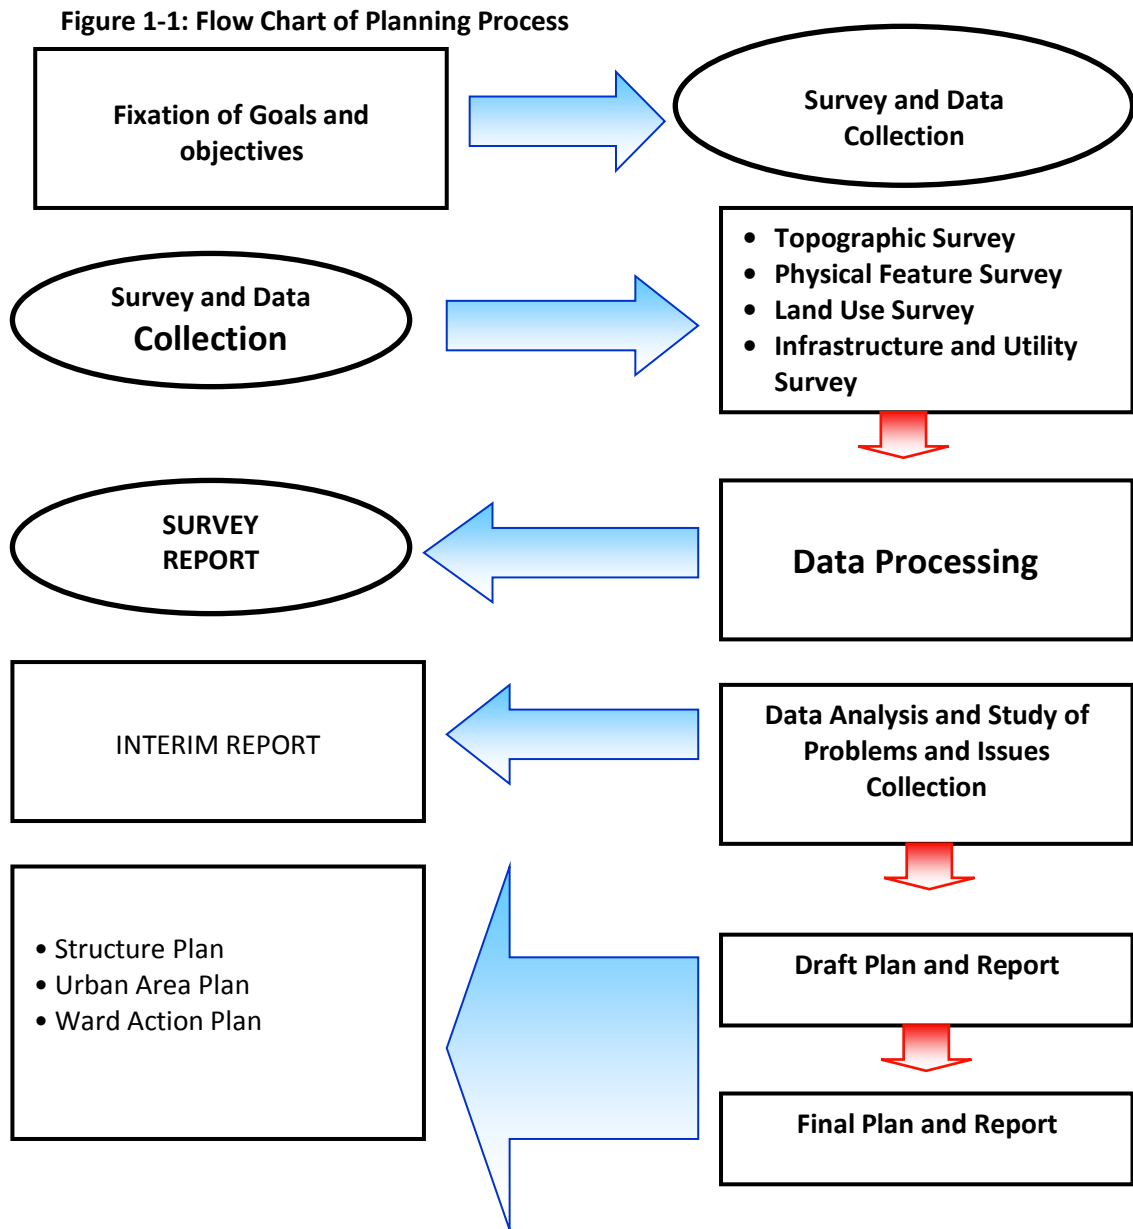 Figure 1-1: Flow Chart of Planning Process
Fixation of Goals and
objectives
Survey and Data
Collection
Survey and Data
Collection
• Topographic Survey
• Physical Feature Survey
• Land Use Survey
• Infrastructure and Utility
Survey
SURVEY
REPORT
Data Processing
INTERIM REPORT
Data Analysis and Study of
Problems and Issues
Collection
• Structure Plan
• Urban Area Plan
• Ward Action Plan
Draft Plan and Report
Final Plan and Report